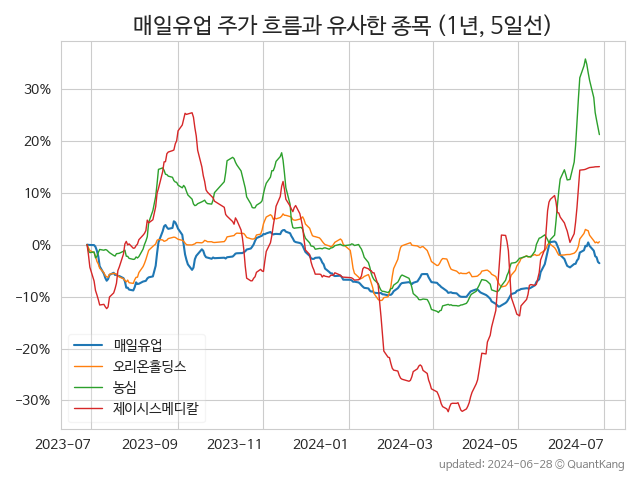 매일유업 주가 흐름과 유사한 종목 (1년, 5일선)
30%
20%
10%
0%
−10%
−20%
−30%
매일유업
오리온홀딩스
농심
제이시스메디칼
2023-07 2023-09 2023-11 2024-01 2024-03 2024-05 2024-07
updated: 2024-06-28 © QuantKang